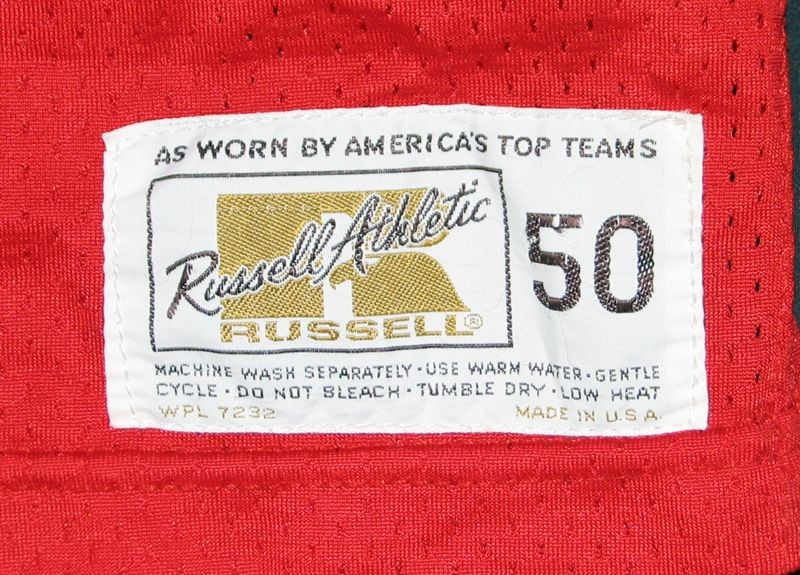 AS WORN BY AMERICA'S TOP TEAMS
Russell Athletic
RUSSELL®
50
MACHINE WASH SEPARATELY · USE WARM WATER · GENTLE
CYCLE · DO NOT BLEACH · TUMBLE DRY · LOW HEAT
WPL 7232 MADE IN U.S.A.